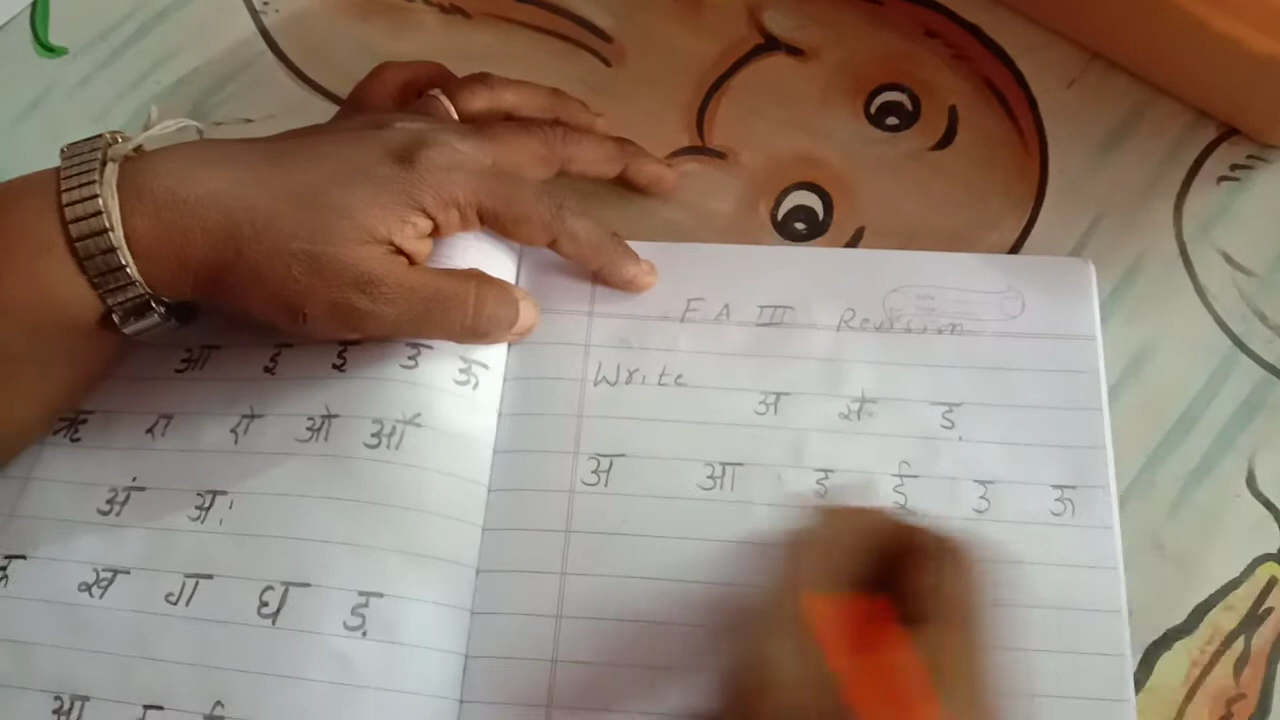 आ इ ई उ ऊ
ऋ ए ऐ ओ औ
अं अः
क ख ग घ ङ
आ इ ई
F A III Revision
Write
अ से ङ
अ आ इ ई उ ऊ